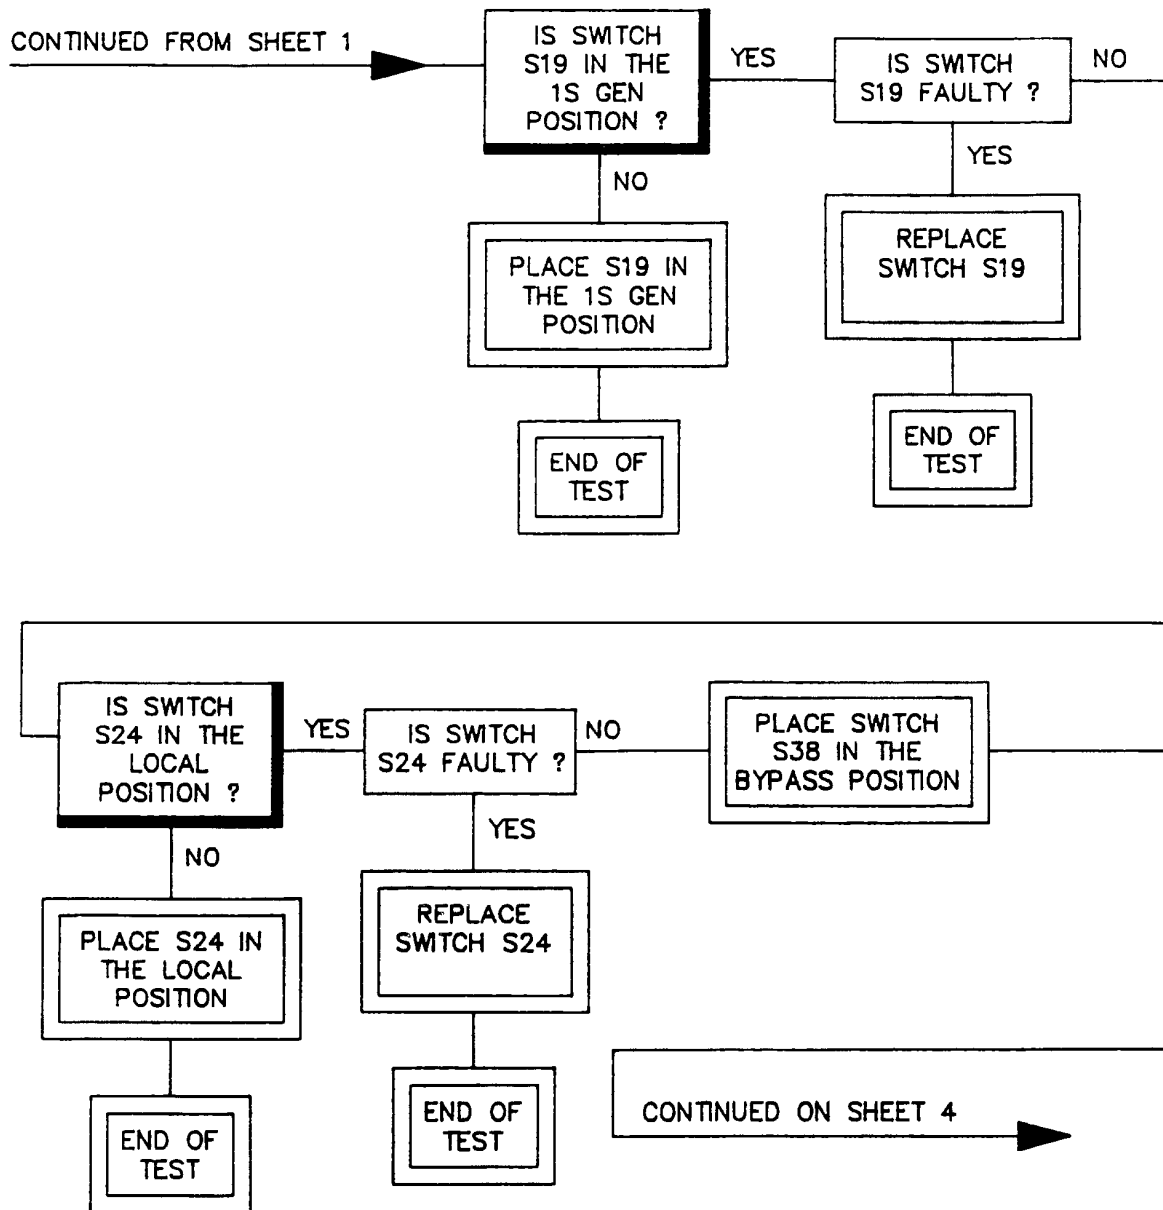 CONTINUED FROM SHEET 1
IS SWITCH
S19 IN THE
1S GEN
POSITION ?
YES
IS SWITCH
S19 FAULTY ?
NO
NO
YES
PLACE S19 IN
THE 1S GEN
POSITION
REPLACE
SWITCH S19
END OF
TEST
END OF
TEST
IS SWITCH
S24 IN THE
LOCAL
POSITION ?
YES
IS SWITCH
S24 FAULTY ?
NO
PLACE SWITCH
S38 IN THE
BYPASS POSITION
NO
YES
PLACE S24 IN
THE LOCAL
POSITION
REPLACE
SWITCH S24
END OF
TEST
END OF
TEST
CONTINUED ON SHEET 4